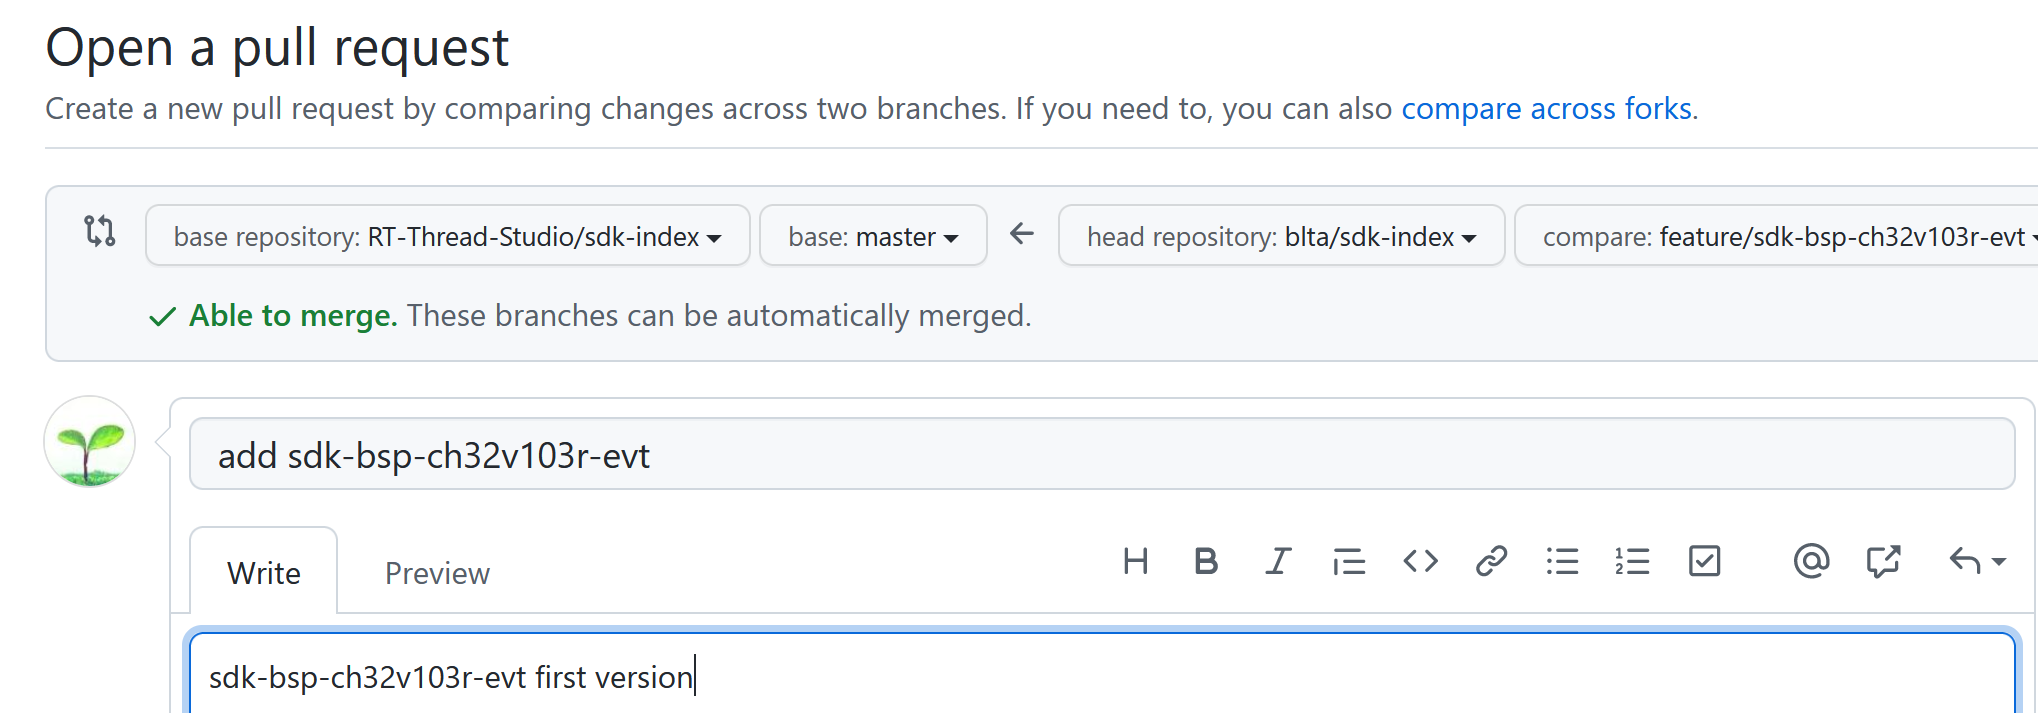 Open a pull request
Create a new pull request by comparing changes across two branches. If you need to, you can also compare across forks.
base repository: RT-Thread-Studio/sdk-index base: master head repository: blta/sdk-index compare: feature/sdk-bsp-ch32v103r-evt
Able to merge. These branches can be automatically merged.
add sdk-bsp-ch32v103r-evt
Write Preview
sdk-bsp-ch32v103r-evt first version